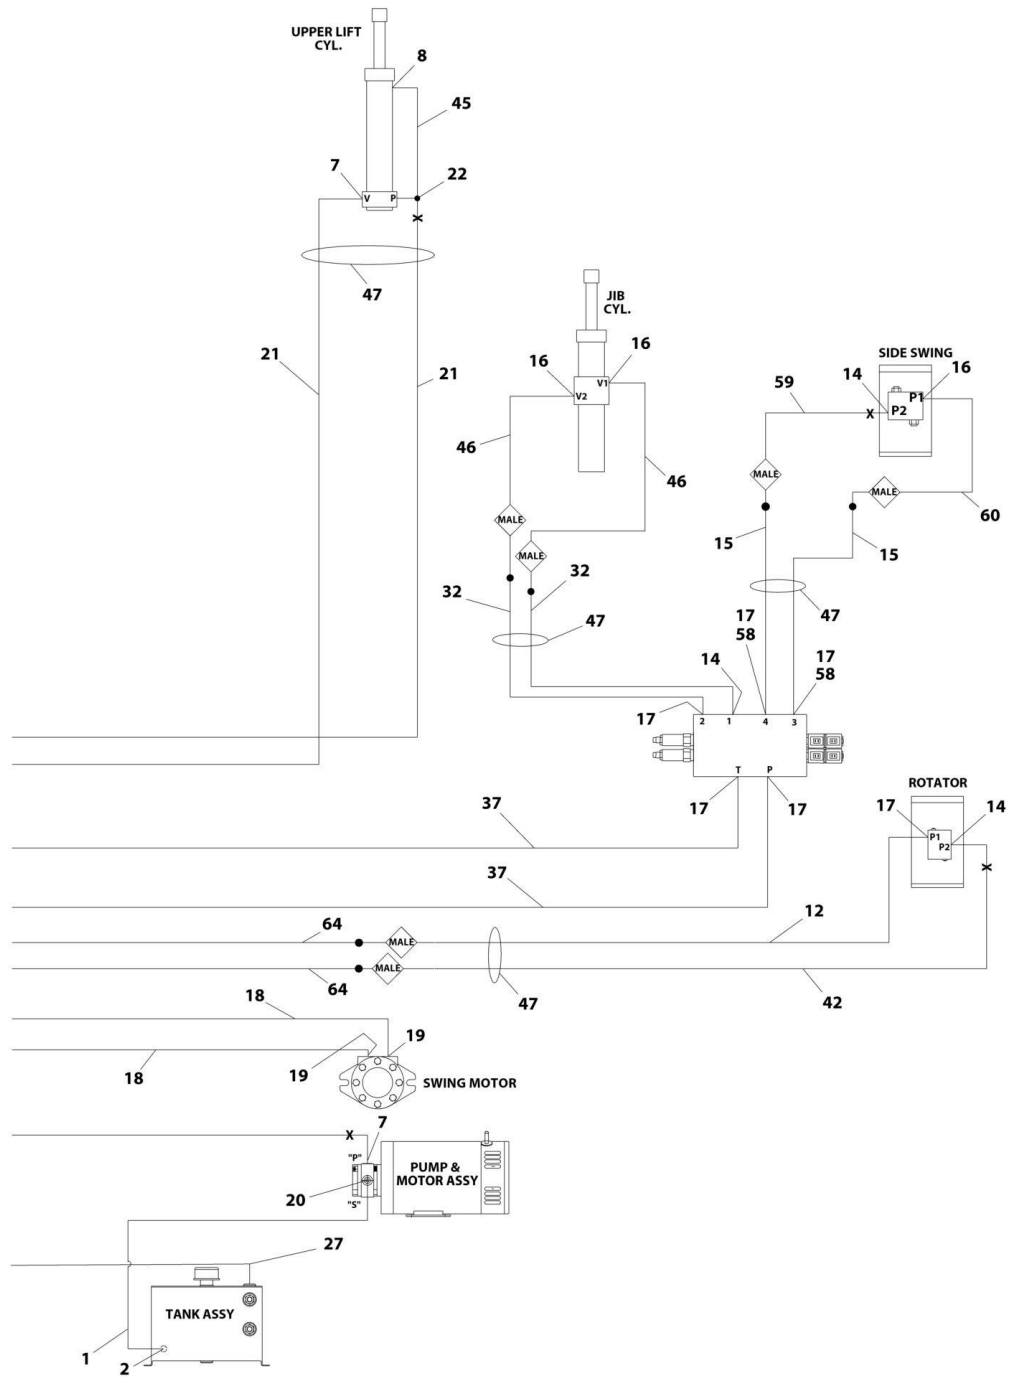 UPPER LIFT
CYL.
8
45
7
22
V
P
X
47
21
21
JIB
CYL.
16
16
V1
V2
46
46
MALE
MALE
32
32
47
SIDE SWING
59
14
16
P1
P2
X
MALE
MALE
60
15
15
47
17
58
17
58
14
17
2
1
4
3
T
P
17
17
ROTATOR
17
14
P1
P2
X
37
37
64
MALE
12
64
MALE
47
42
18
19
19
18
SWING MOTOR
7
X
"P"
PUMP &
MOTOR ASSY
20
"S"
27
TANK ASSY
1
2